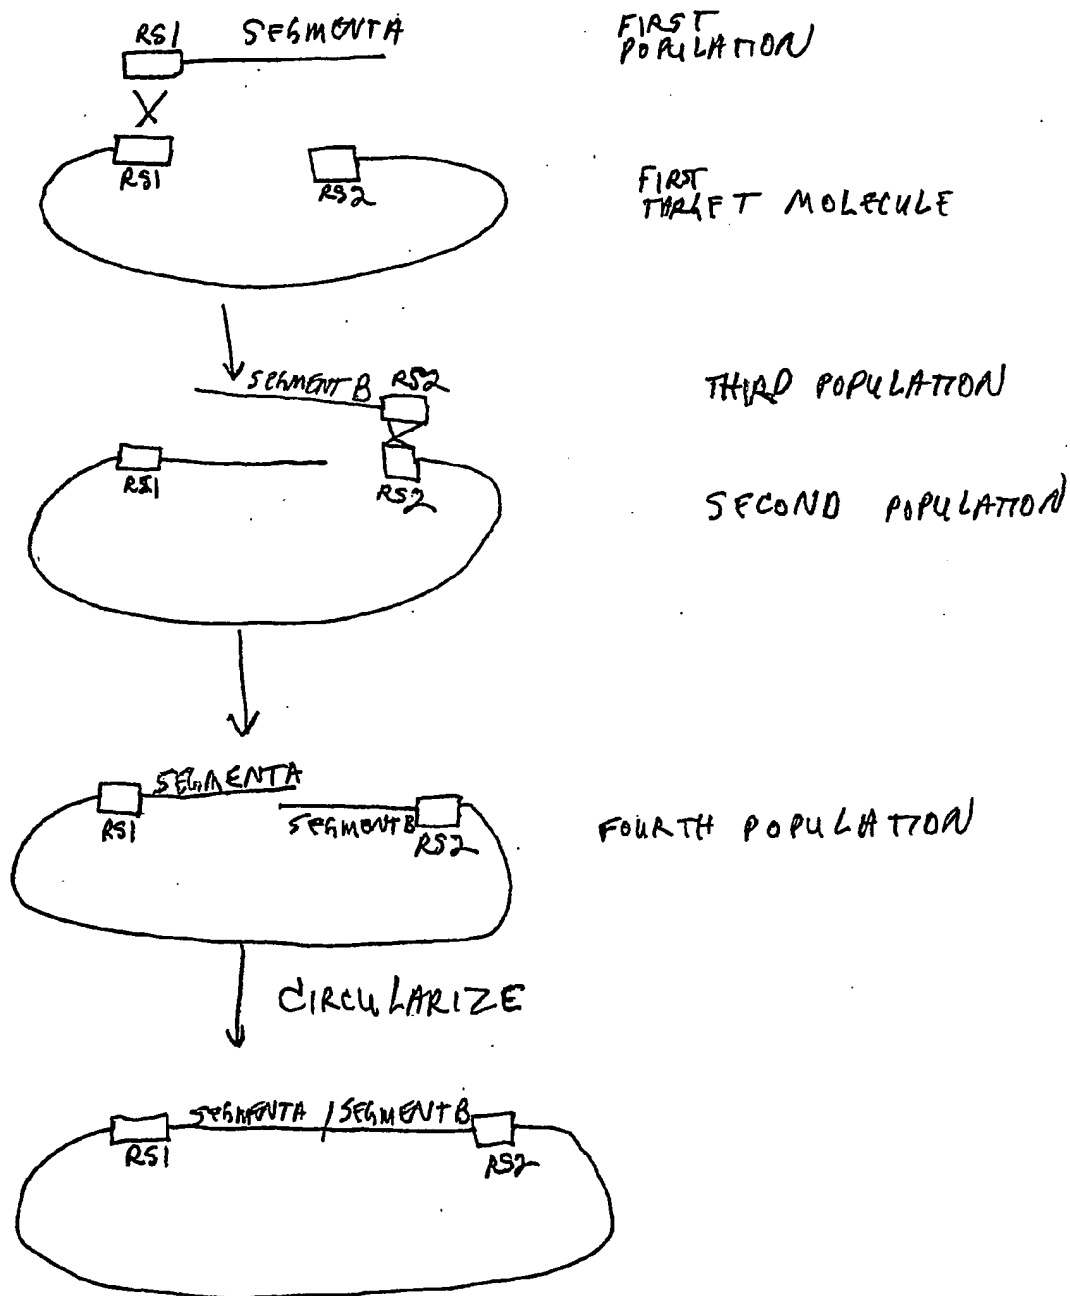 RS1 SEGMENTA
FIRST
POPULATION
RS1
RS2
FIRST
TARGET MOLECULE
SEGMENT B RS2
THIRD POPULATION
RS1
RS2
SECOND POPULATION
SEGMENTA
RS1
SEGMENTB
RS2
FOURTH POPULATION
CIRCULARIZE
SEGMENTA / SEGMENTB
RS1
RS2